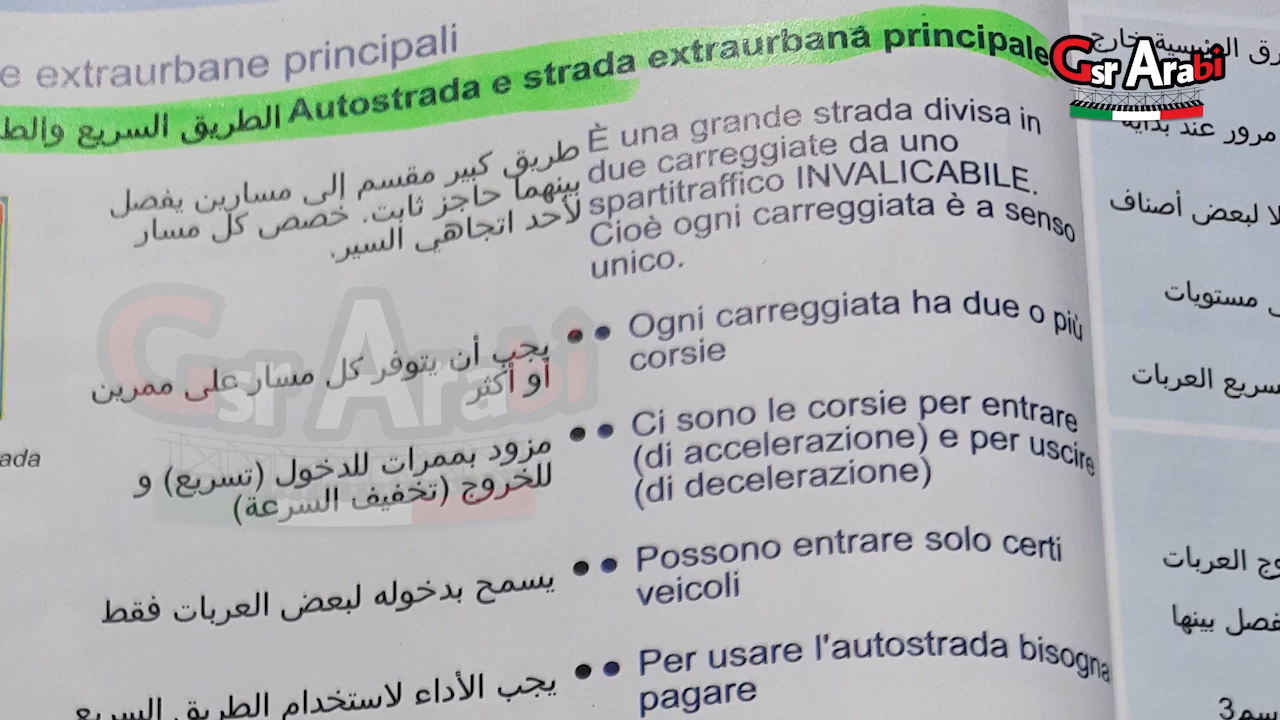 e extraurbane principali
Autostrada e strada extraurbana principale
الطريق السريع والط
È una grande strada divisa in
due carreggiate da uno
spartitraffico INVALICABILE.
Cioè ogni carreggiata è a senso
unico.
طريق كبير مقسم إلى مسارين يفصل
بينهما حاجز ثابت. خصص كل مسار
لأحد اتجاهي السير.
Ogni carreggiata ha due o più
corsie
يجب أن يتوفر كل مسار على ممرين
أو أكثر
Ci sono le corsie per entrare
(di accelerazione) e per uscire
(di decelerazione)
مزود بممرات للدخول (تسريع) و
للخروج (تخفيف السرعة)
Possono entrare solo certi
veicoli
يسمح بدخوله لبعض العربات فقط
Per usare l'autostrada bisogna
pagare
يجب الأداء لاستخدام الطريق السريع
ada
Gsr Arabi
Gsr Arabi
مرور عند بداية
لا لبعض أصناف
مستويات
سريع العربات
ج العربات
فصل بينها
سم3